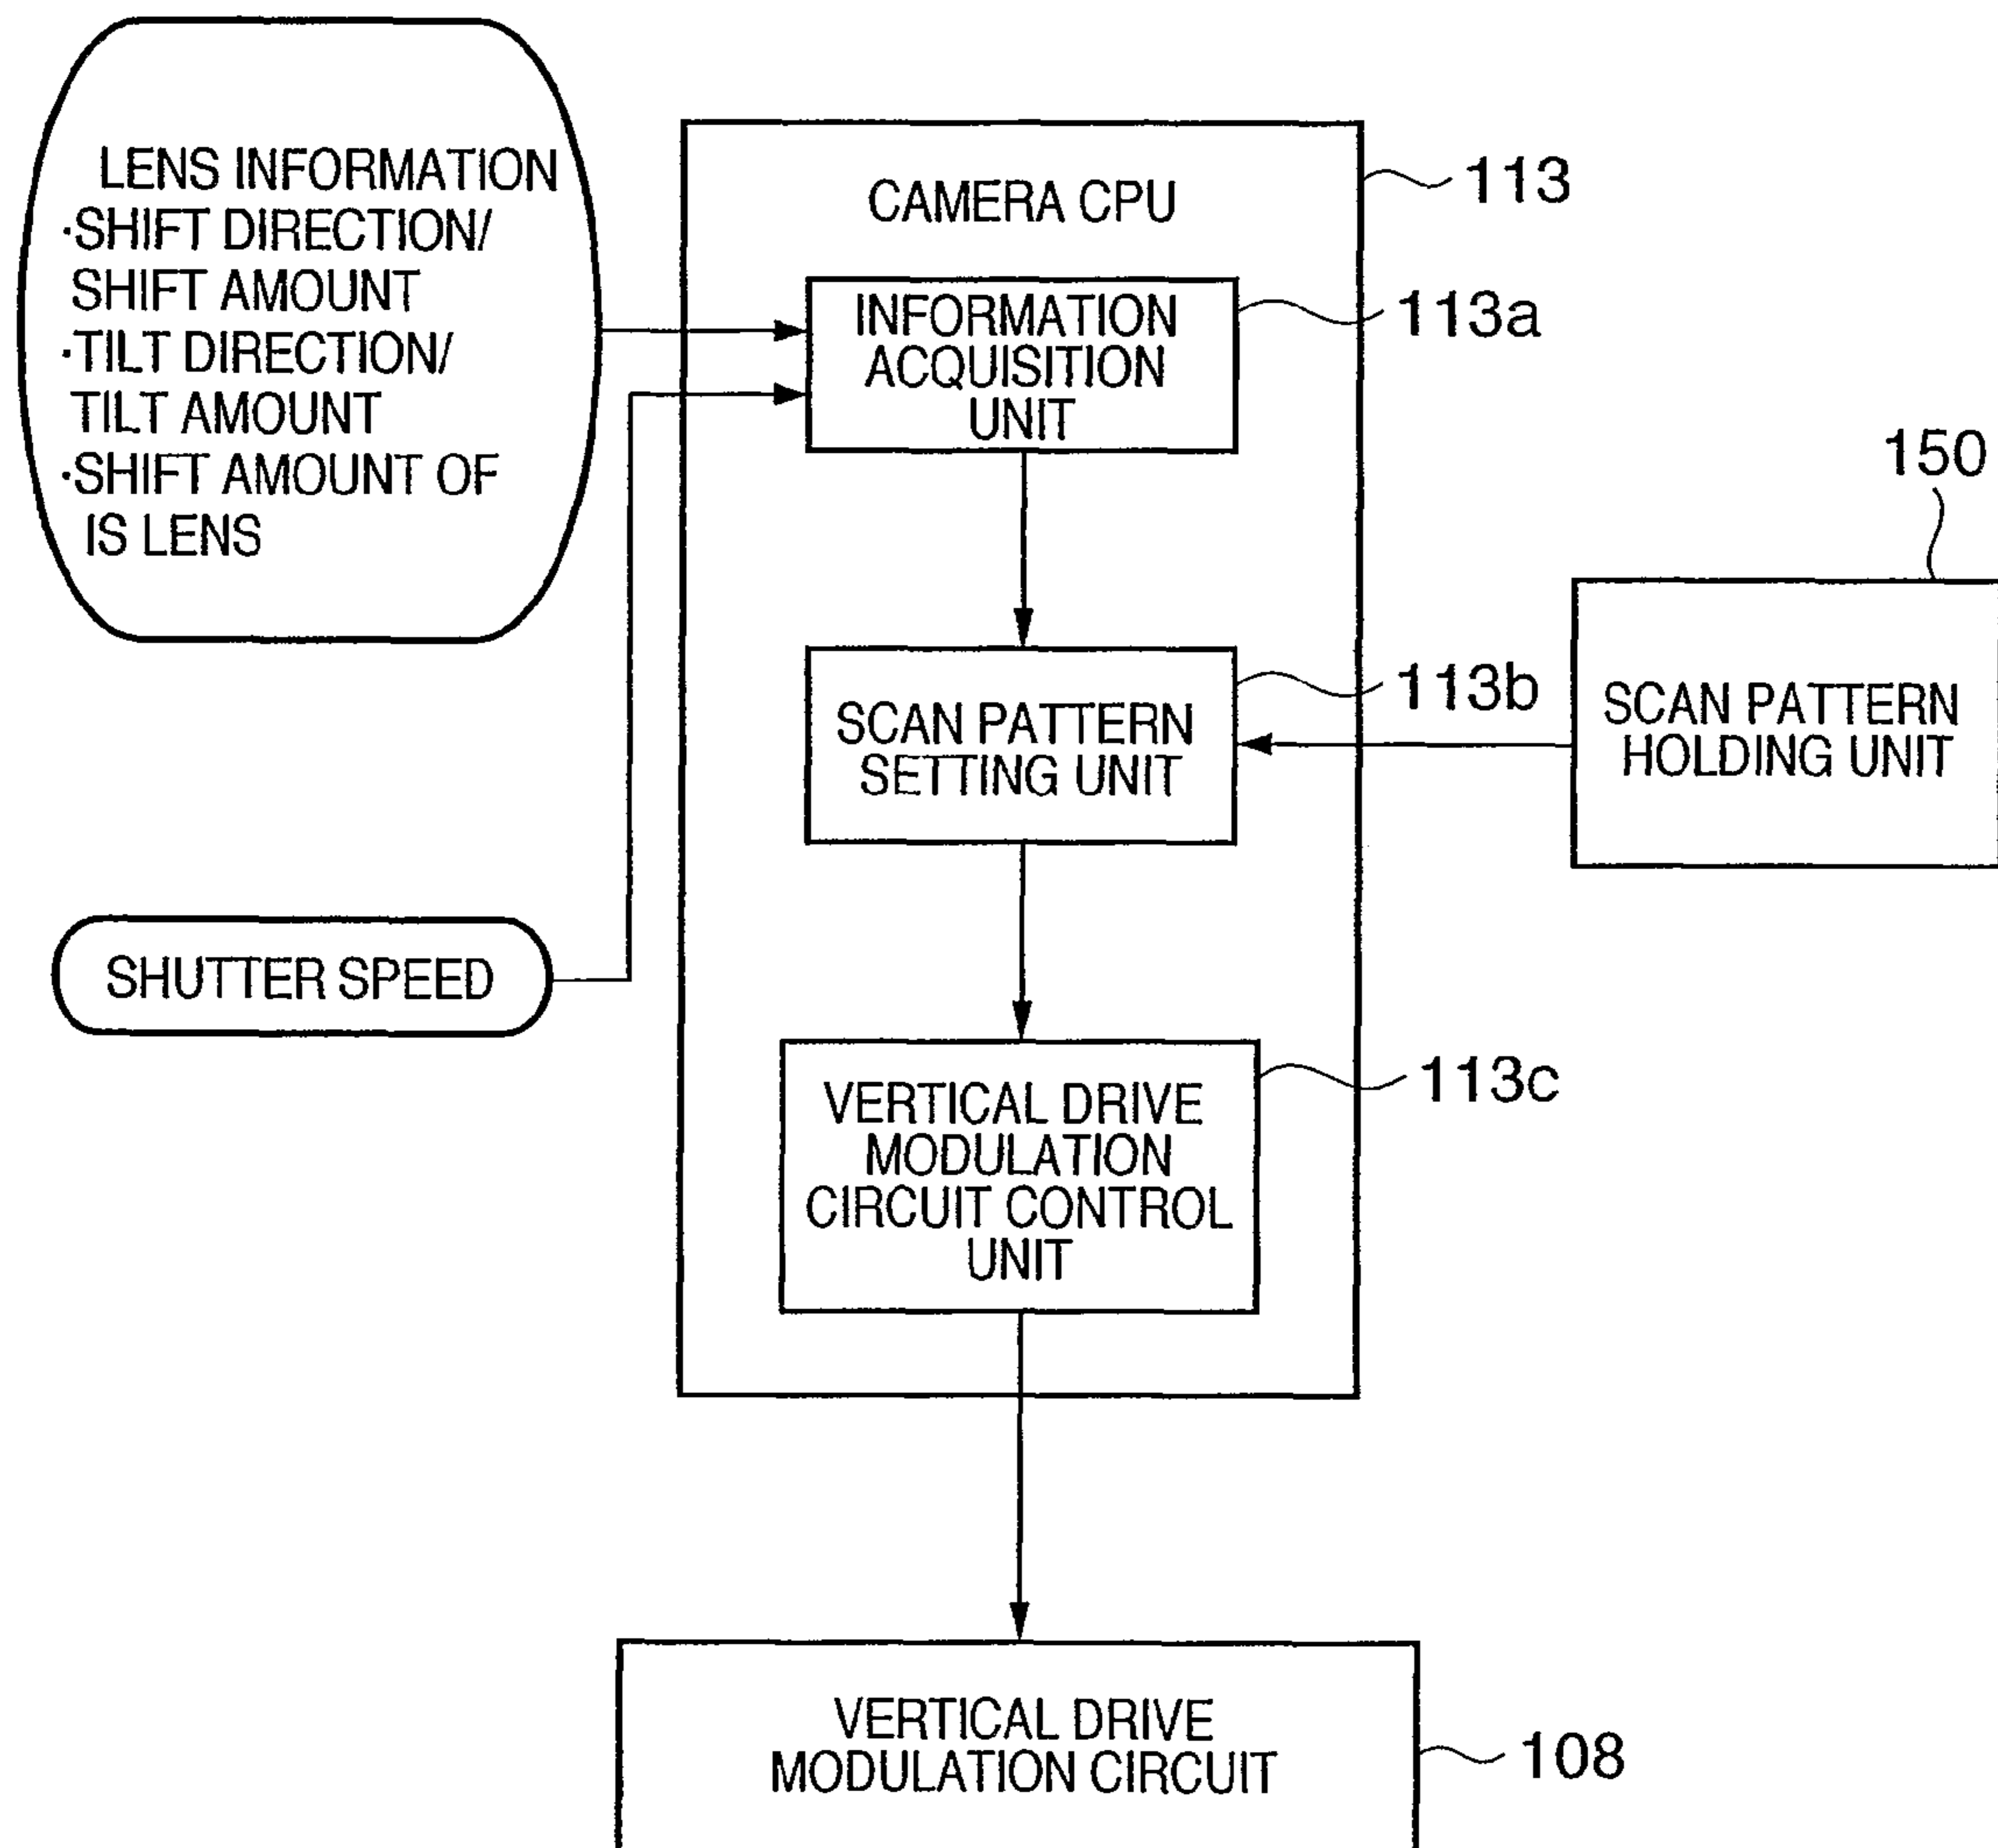 LENS INFORMATION
·SHIFT DIRECTION/
SHIFT AMOUNT
·TILT DIRECTION/
TILT AMOUNT
·SHIFT AMOUNT OF
IS LENS
SHUTTER SPEED
CAMERA CPU
113
INFORMATION
ACQUISITION
UNIT
113a
SCAN PATTERN
SETTING UNIT
113b
150
SCAN PATTERN
HOLDING UNIT
VERTICAL DRIVE
MODULATION
CIRCUIT CONTROL
UNIT
113c
VERTICAL DRIVE
MODULATION CIRCUIT
108